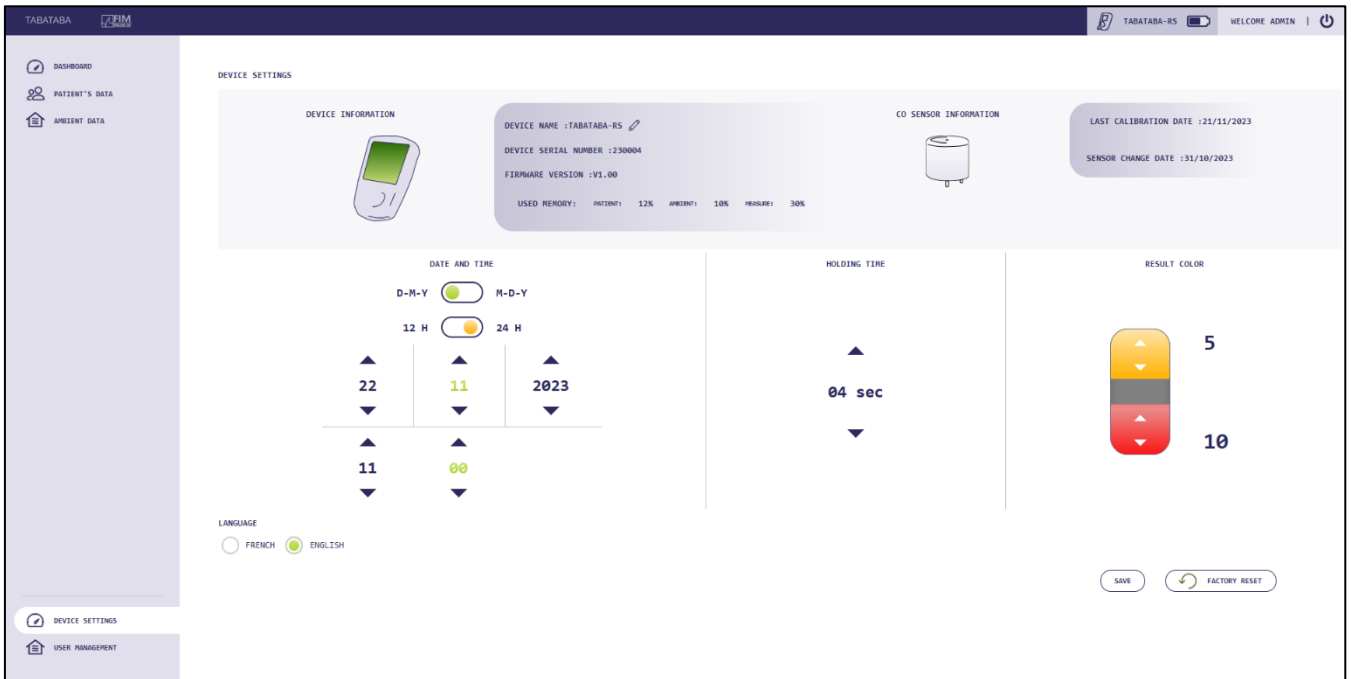 TABATABA FIM
TABATABA-RS WELCOME ADMIN |
DASHBOARD
PATIENT'S DATA
AMBIENT DATA
DEVICE SETTINGS
USER MANAGEMENT
DEVICE SETTINGS
DEVICE INFORMATION
DEVICE NAME :TABATABA-RS
DEVICE SERIAL NUMBER :230004
FIRMWARE VERSION :V1.00
USED MEMORY: PATIENT: 12% AMBIENT: 10% MEASURE: 30%
CO SENSOR INFORMATION
LAST CALIBRATION DATE :21/11/2023
SENSOR CHANGE DATE :31/10/2023
DATE AND TIME
D-M-Y M-D-Y
12 H 24 H
22 11 2023
11 00
HOLDING TIME
04 sec
RESULT COLOR
5
10
LANGUAGE
FRENCH ENGLISH
SAVE FACTORY RESET